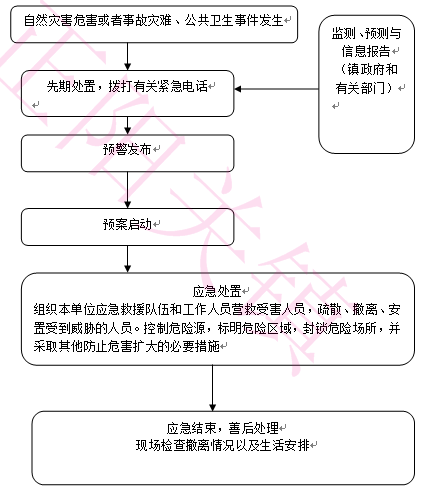 自然灾害危害或者事故灾难、公共卫生事件发生
监测、预测与
信息报告
（镇政府和
有关部门）
先期处置，拨打有关紧急电话
预警发布
预案启动
应急处置
组织本单位应急救援队伍和工作人员营救受害人员，疏散、撤离、安
置受到威胁的人员。控制危险源，标明危险区域，封锁危险场所，并
采取其他防止危害扩大的必要措施
应急结束，善后处理
现场检查撤离情况以及生活安排
正阳关镇